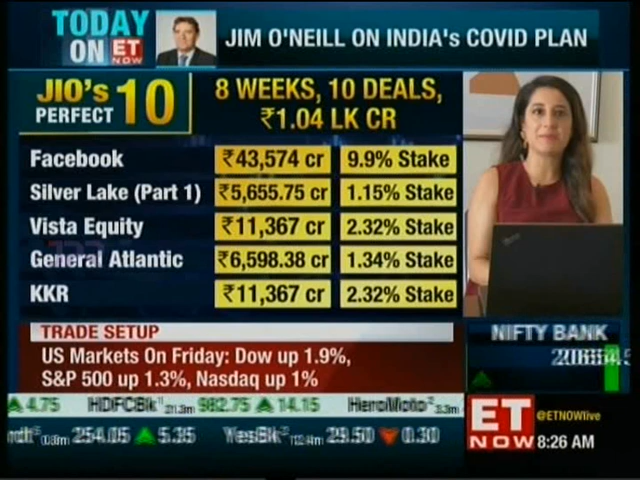 TODAY
ON ET NOW
JIM O'NEILL ON INDIA's COVID PLAN
JIO's
PERFECT 10
8 WEEKS, 10 DEALS,
₹1.04 LK CR
Facebook ₹43,574 cr 9.9% Stake
Silver Lake (Part 1) ₹5,655.75 cr 1.15% Stake
Vista Equity ₹11,367 cr 2.32% Stake
General Atlantic ₹6,598.38 cr 1.34% Stake
KKR ₹11,367 cr 2.32% Stake
TRADE SETUP
US Markets On Friday: Dow up 1.9%,
S&P 500 up 1.3%, Nasdaq up 1%
NIFTY BANK
4.75 HDFCBk 982.75 14.15 HeroMoto
254.05 5.35 YesBk 29.50 0.30
ET
NOW
@ETNOWlive
8:26 AM